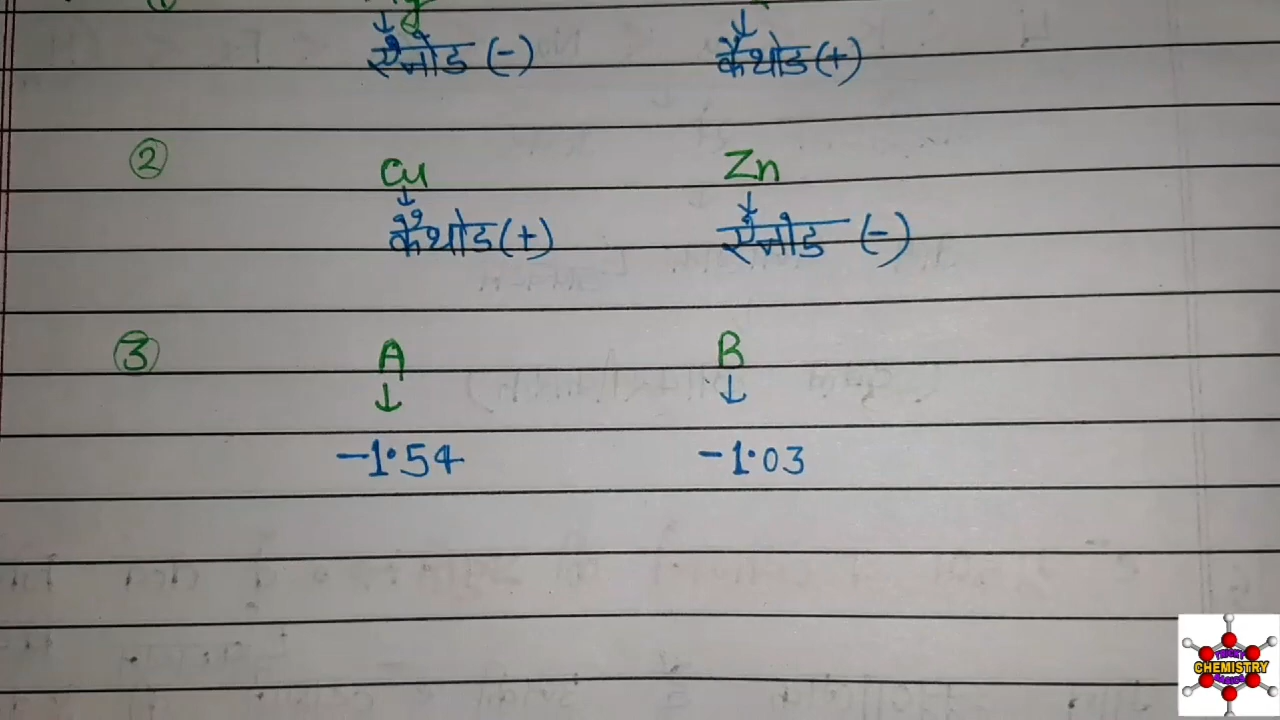 ऐनोड (-) कैथोड (+)
② Cu Zn
↓ ↓
कैथोड (+) ऐनोड (-)
③ A B
↓ ↓
-1.54 -1.03
CHEMISTRY